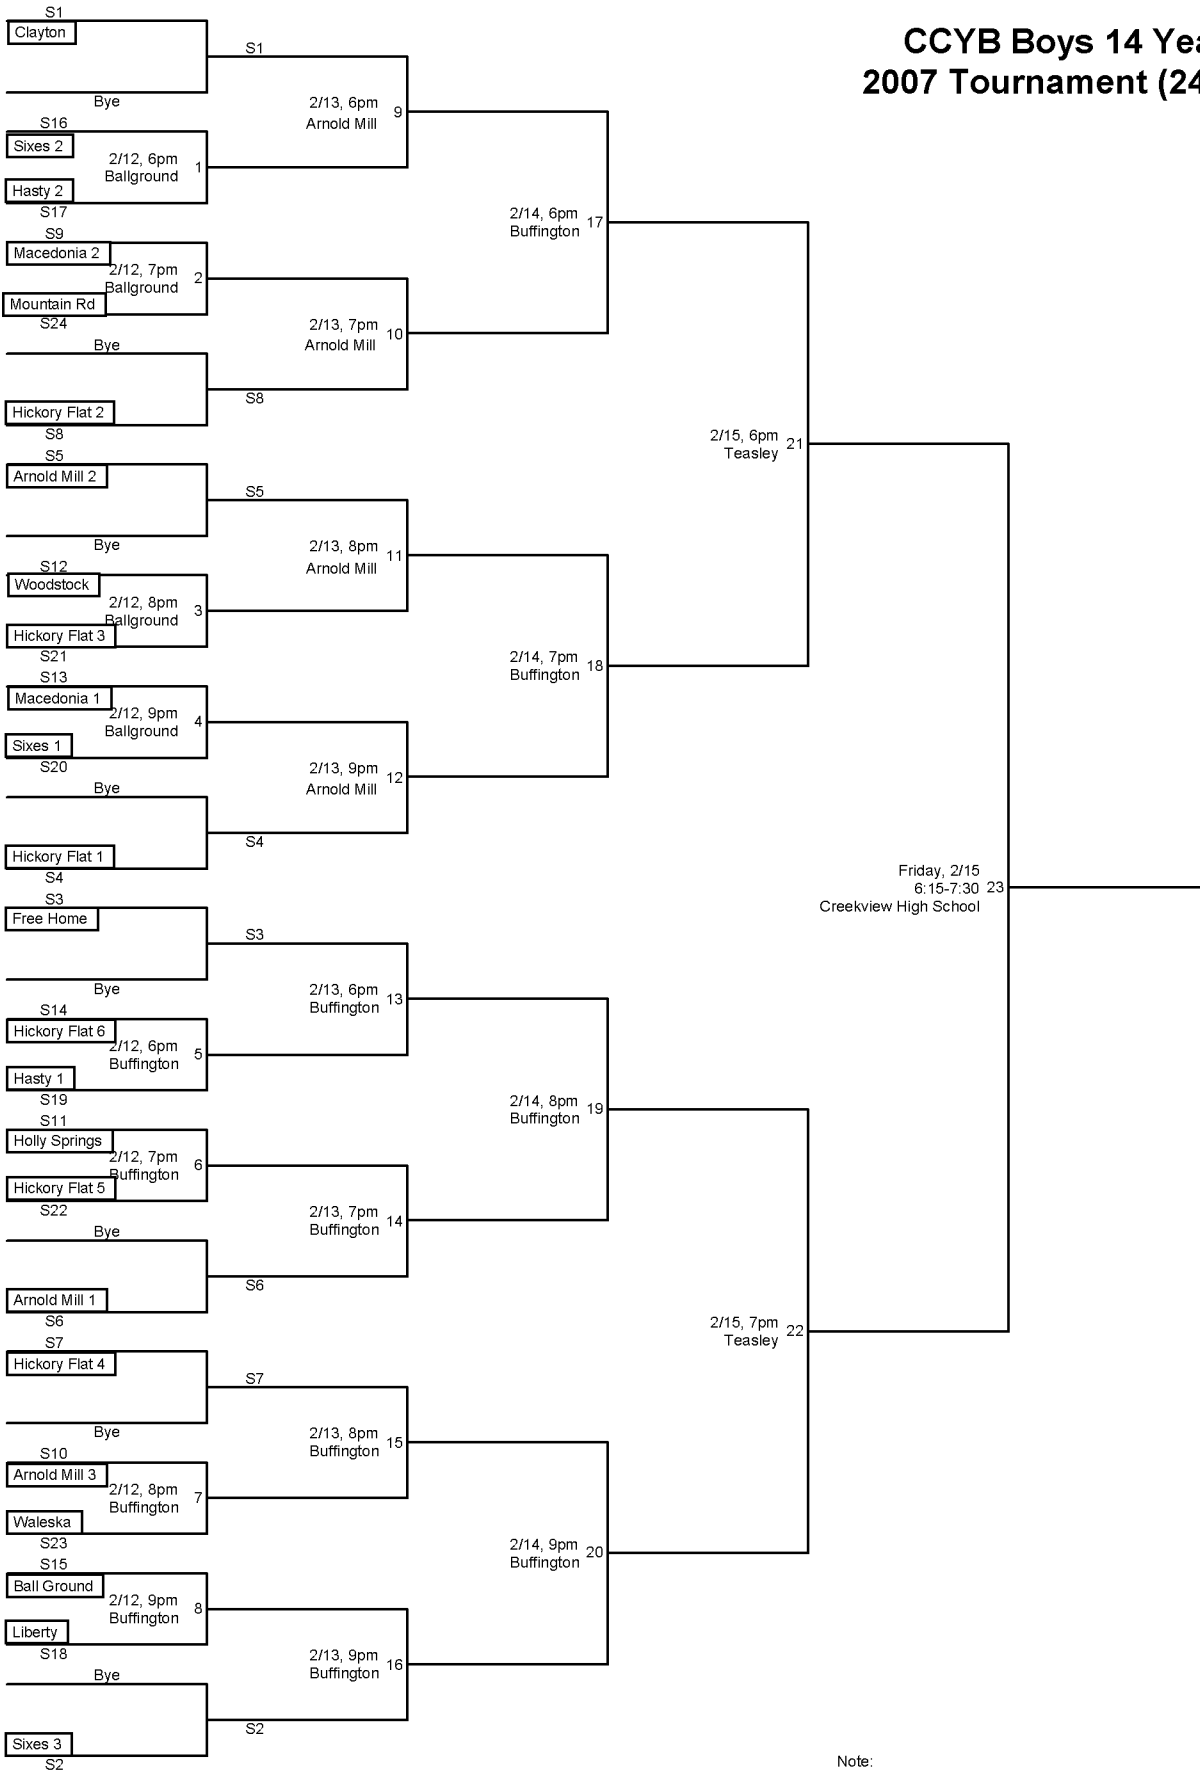 CCYB Boys 14 Yea
2007 Tournament (24
S1
Clayton
Bye
S1
S16
Sixes 2
2/12, 6pm 1
Ballground
Hasty 2
S17
2/13, 6pm 9
Arnold Mill
S9
Macedonia 2
2/12, 7pm 2
Ballground
Mountain Rd
S24
Bye
Hickory Flat 2
S8
S8
2/13, 7pm 10
Arnold Mill
2/14, 6pm 17
Buffington
S5
Arnold Mill 2
Bye
S5
S12
Woodstock
2/12, 8pm 3
Ballground
Hickory Flat 3
S21
2/13, 8pm 11
Arnold Mill
S13
Macedonia 1
2/12, 9pm 4
Ballground
Sixes 1
S20
Bye
Hickory Flat 1
S4
S4
2/13, 9pm 12
Arnold Mill
2/14, 7pm 18
Buffington
2/15, 6pm 21
Teasley
S3
Free Home
Bye
S3
S14
Hickory Flat 6
2/12, 6pm 5
Buffington
Hasty 1
S19
2/13, 6pm 13
Buffington
S11
Holly Springs
2/12, 7pm 6
Buffington
Hickory Flat 5
S22
Bye
Arnold Mill 1
S6
S6
2/13, 7pm 14
Buffington
2/14, 8pm 19
Buffington
S7
Hickory Flat 4
Bye
S7
S10
Arnold Mill 3
2/12, 8pm 7
Buffington
Waleska
S23
2/13, 8pm 15
Buffington
S15
Ball Ground
2/12, 9pm 8
Buffington
Liberty
S18
Bye
Sixes 3
S2
S2
2/13, 9pm 16
Buffington
2/14, 9pm 20
Buffington
2/15, 7pm 22
Teasley
Friday, 2/15
6:15-7:30 23
Creekview High School
Note: